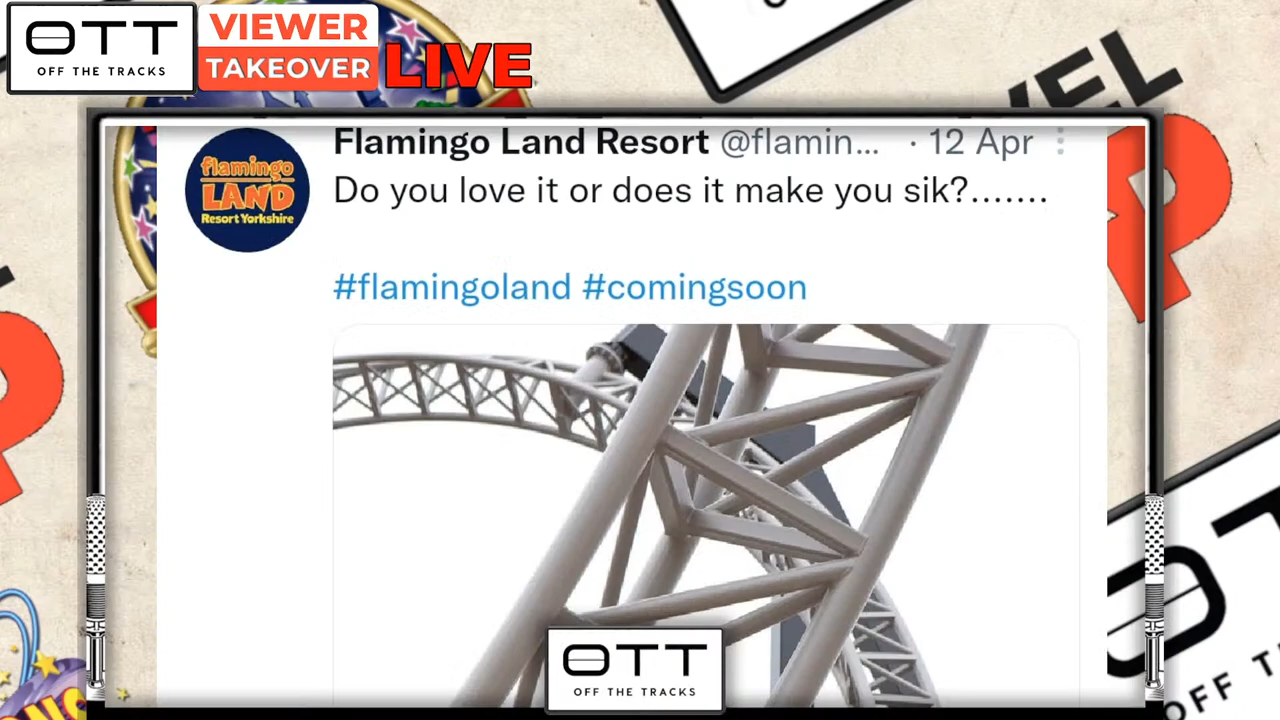 OTT
OFF THE TRACKS
VIEWER
TAKEOVER
LIVE
Flamingo Land Resort @flamin... · 12 Apr
flamingo
LAND
Resort Yorkshire
Do you love it or does it make you sik?.......
#flamingoland #comingsoon
OTT
OFF THE TRACKS